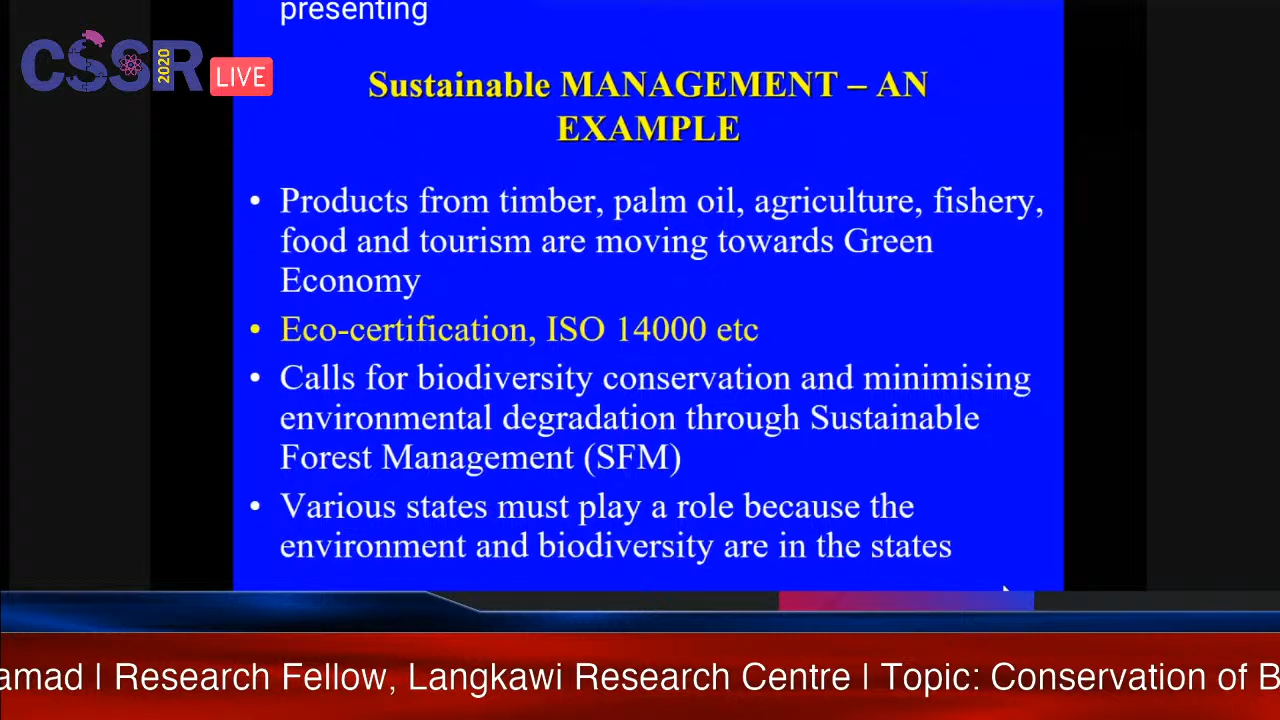 presenting
CSSR
2020
LIVE
Sustainable MANAGEMENT – AN
EXAMPLE
• Products from timber, palm oil, agriculture, fishery,
food and tourism are moving towards Green
Economy
• Eco-certification, ISO 14000 etc
• Calls for biodiversity conservation and minimising
environmental degradation through Sustainable
Forest Management (SFM)
• Various states must play a role because the
environment and biodiversity are in the states
amad | Research Fellow, Langkawi Research Centre | Topic: Conservation of B